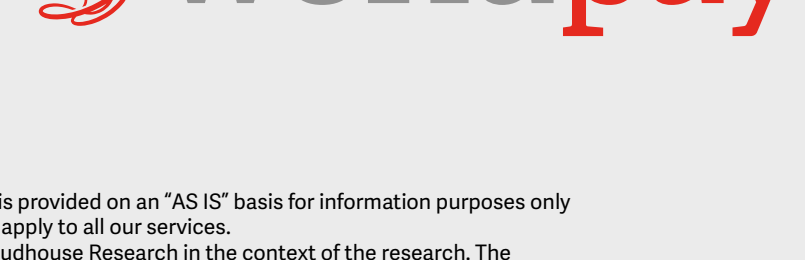 worldpay
is provided on an “AS IS” basis for information purposes only
apply to all our services.
udhouse Research in the context of the research. The